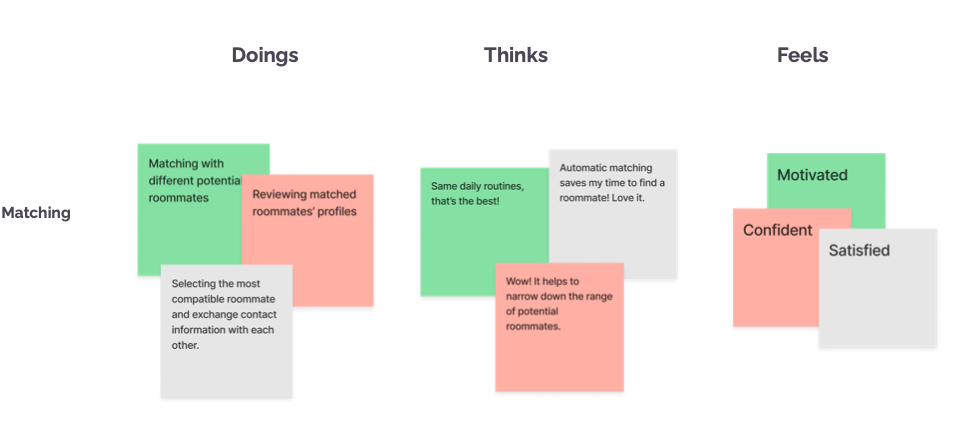 Doings
Thinks
Feels
Matching
Matching with
different potential
roommates
Reviewing matched
roommates’ profiles
Selecting the most
compatible roommate
and exchange contact
information with each
other.
Same daily routines,
that’s the best!
Automatic matching
saves my time to find a
roommate! Love it.
Wow! It helps to
narrow down the range
of potential
roommates.
Motivated
Confident
Satisfied